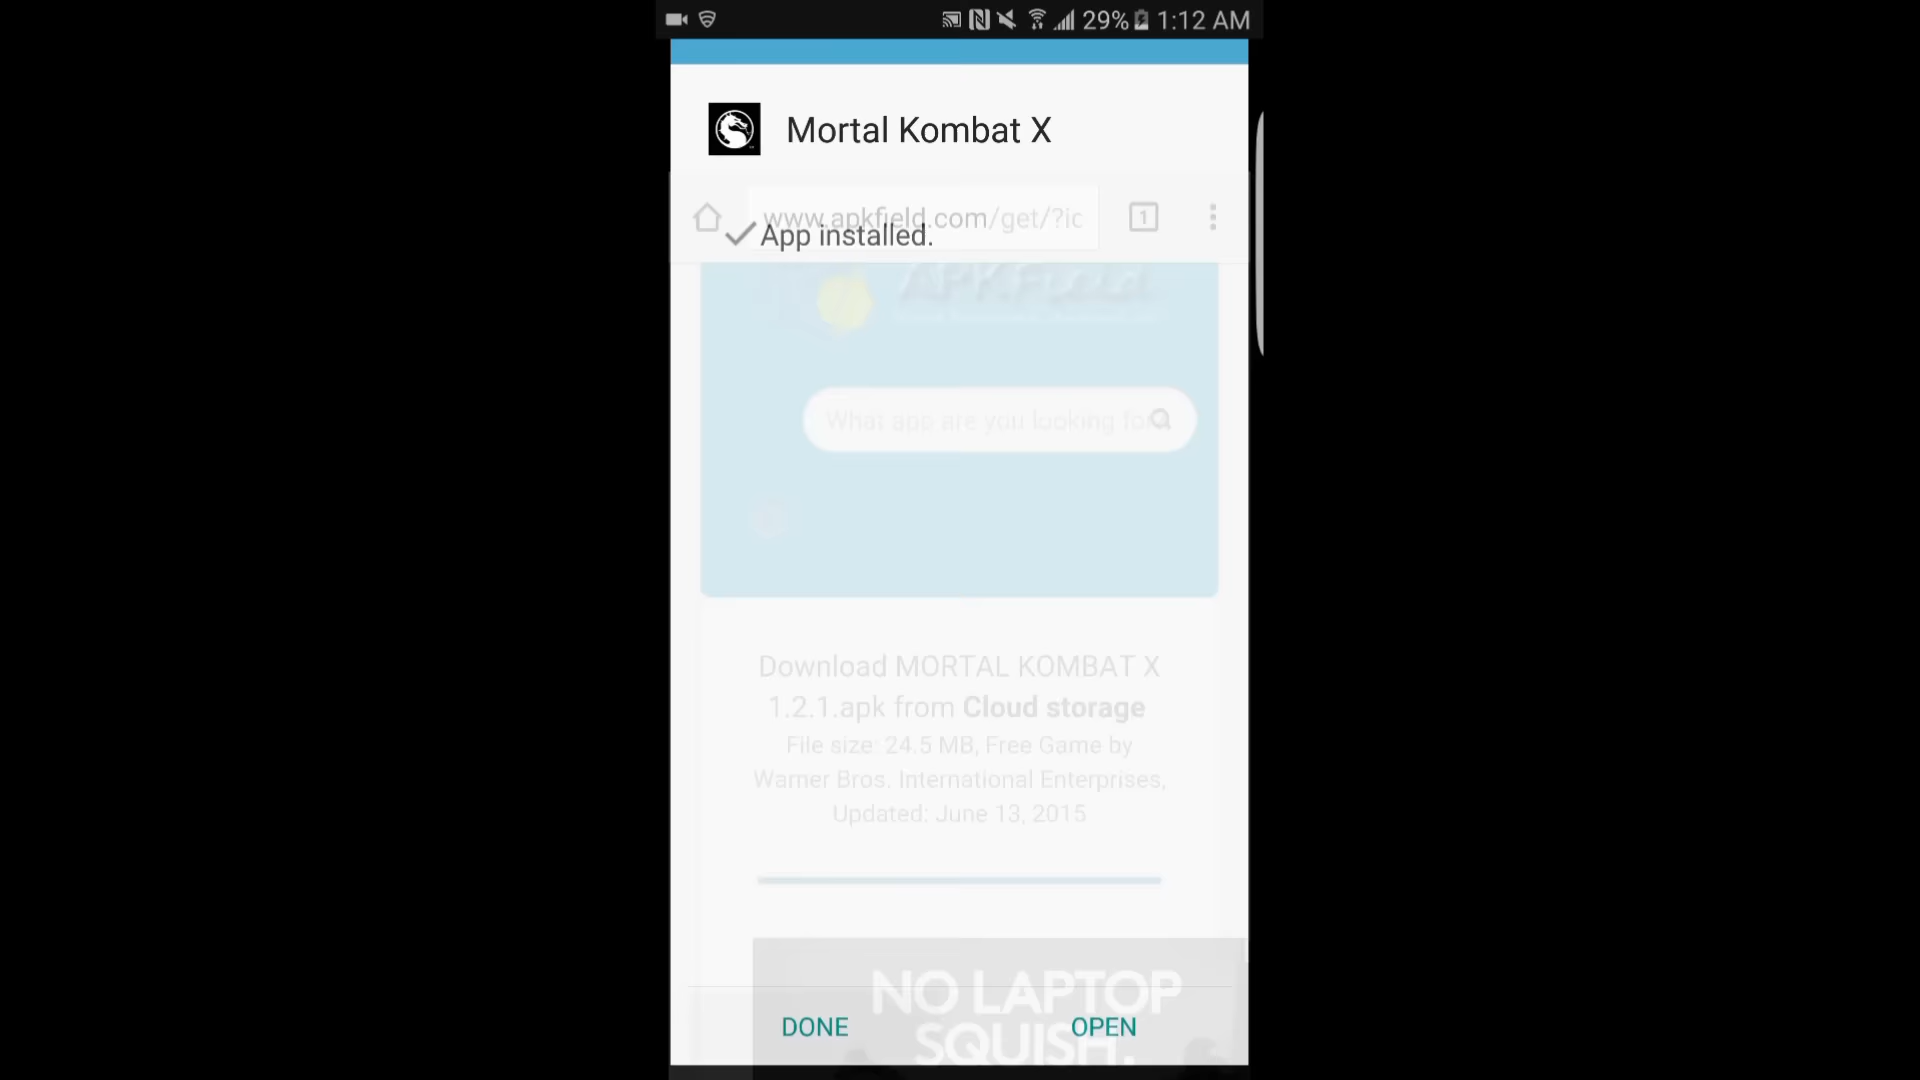 29% 1:12 AM
Mortal Kombat X
www.apkfield.com/get/?ic
1
App installed.
APKField
What app are you looking for
Download MORTAL KOMBAT X
1.2.1.apk from Cloud storage
File size: 24.5 MB, Free Game by
Warner Bros. International Enterprises,
Updated: June 13, 2015
NO LAPTOP
SQUISH.
DONE
OPEN